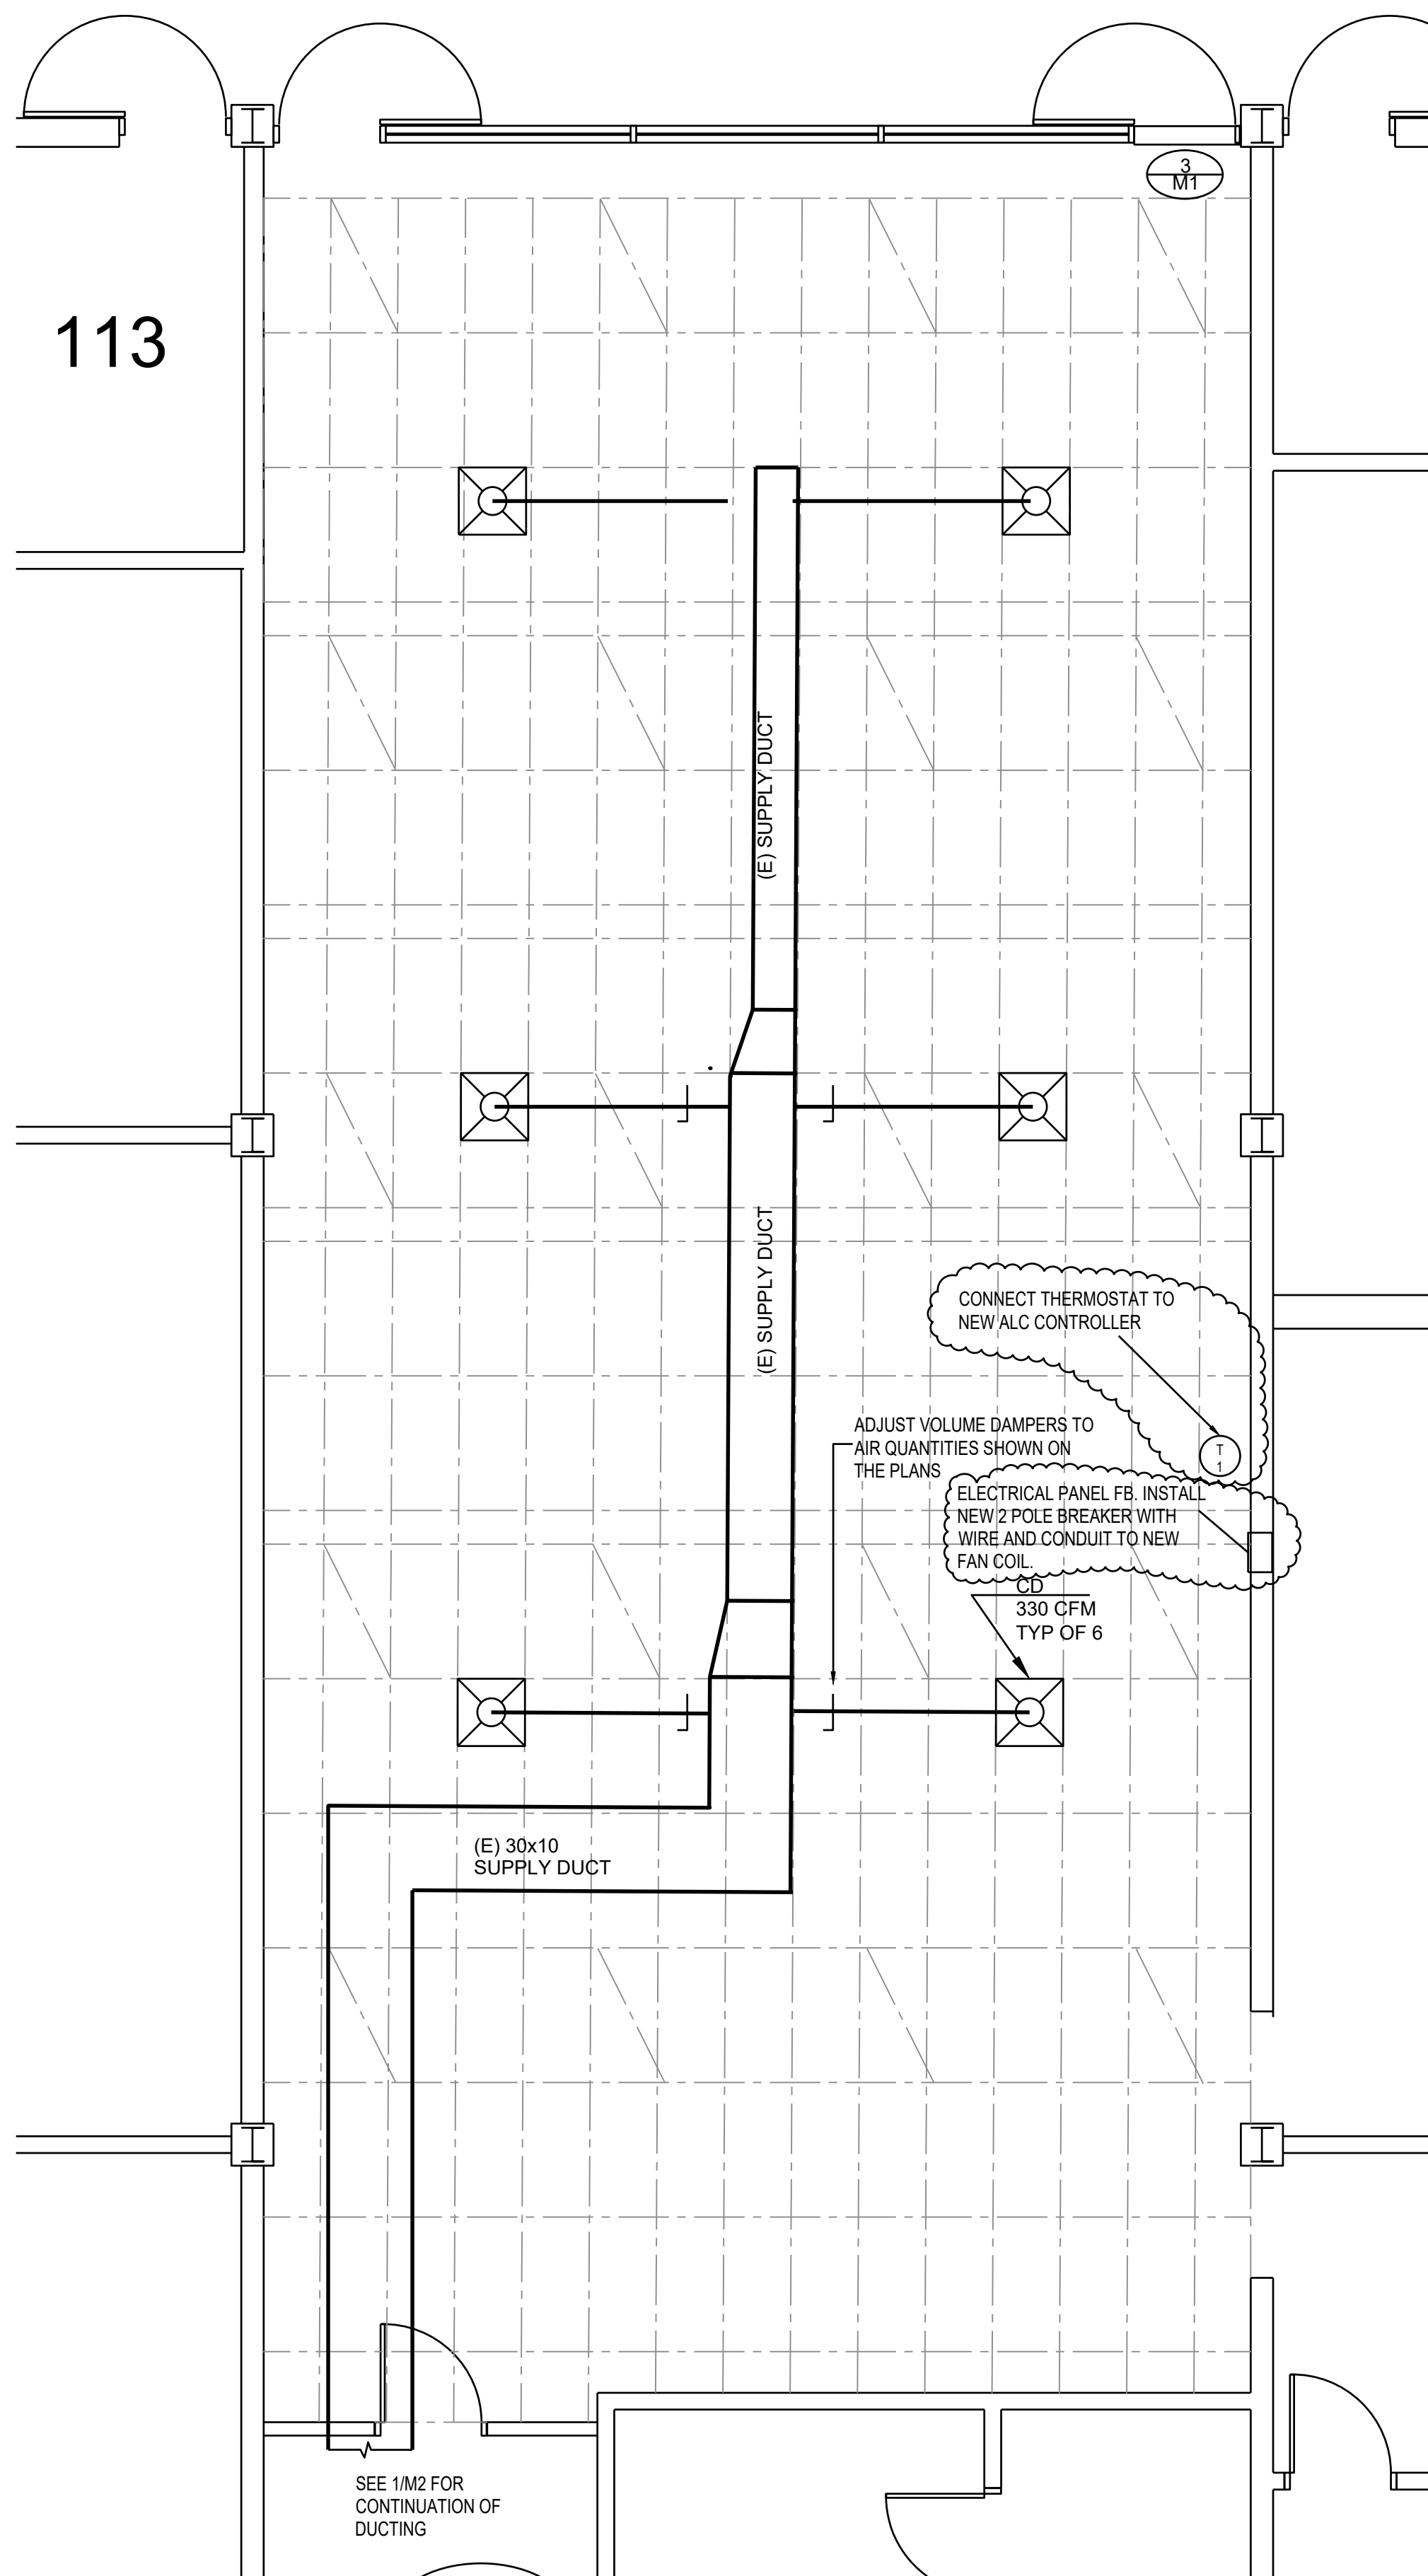 3
M1
113
(E) SUPPLY DUCT
(E) SUPPLY DUCT
CONNECT THERMOSTAT TO
NEW ALC CONTROLLER
T
1
ADJUST VOLUME DAMPERS TO
AIR QUANTITIES SHOWN ON
THE PLANS
ELECTRICAL PANEL FB. INSTALL
NEW 2 POLE BREAKER WITH
WIRE AND CONDUIT TO NEW
FAN COIL.
CD
330 CFM
TYP OF 6
(E) 30x10
SUPPLY DUCT
SEE 1/M2 FOR
CONTINUATION OF
DUCTING